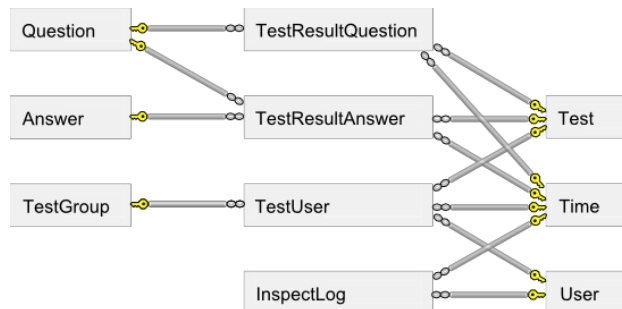 Question
TestResultQuestion
Answer
TestResultAnswer
Test
TestGroup
TestUser
Time
InspectLog
User